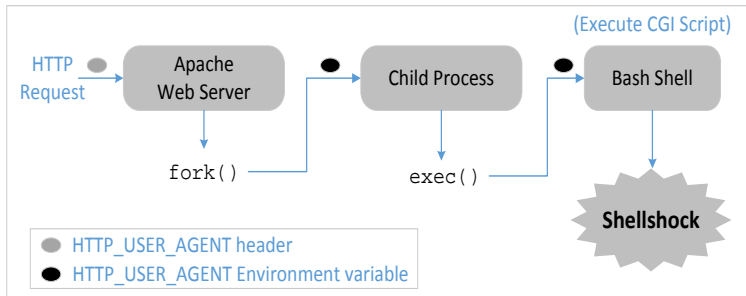 (Execute CGI Script)
HTTP
Request
Apache
Web Server
Child Process
Bash Shell
fork()
exec()
Shellshock
HTTP_USER_AGENT header
HTTP_USER_AGENT Environment variable